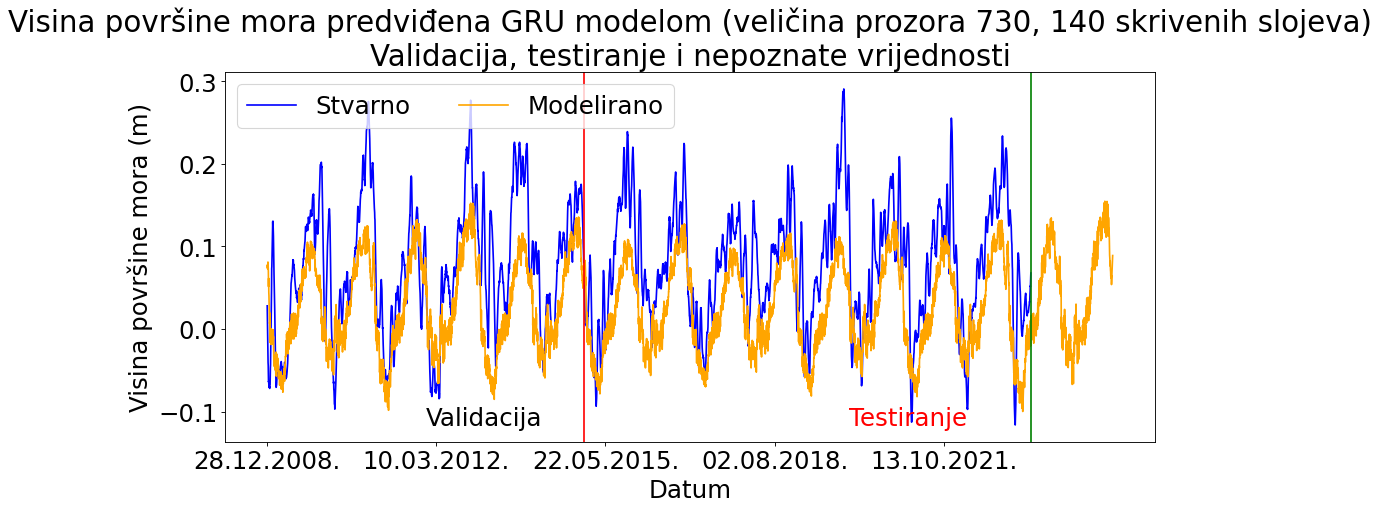 Visina površine mora predviđena GRU modelom (veličina prozora 730, 140 skrivenih slojeva)
Validacija, testiranje i nepoznate vrijednosti
Visina površine mora (m)
0.3
0.2
0.1
0.0
−0.1
Stvarno Modelirano
Validacija
Testiranje
28.12.2008. 10.03.2012. 22.05.2015. 02.08.2018. 13.10.2021.
Datum